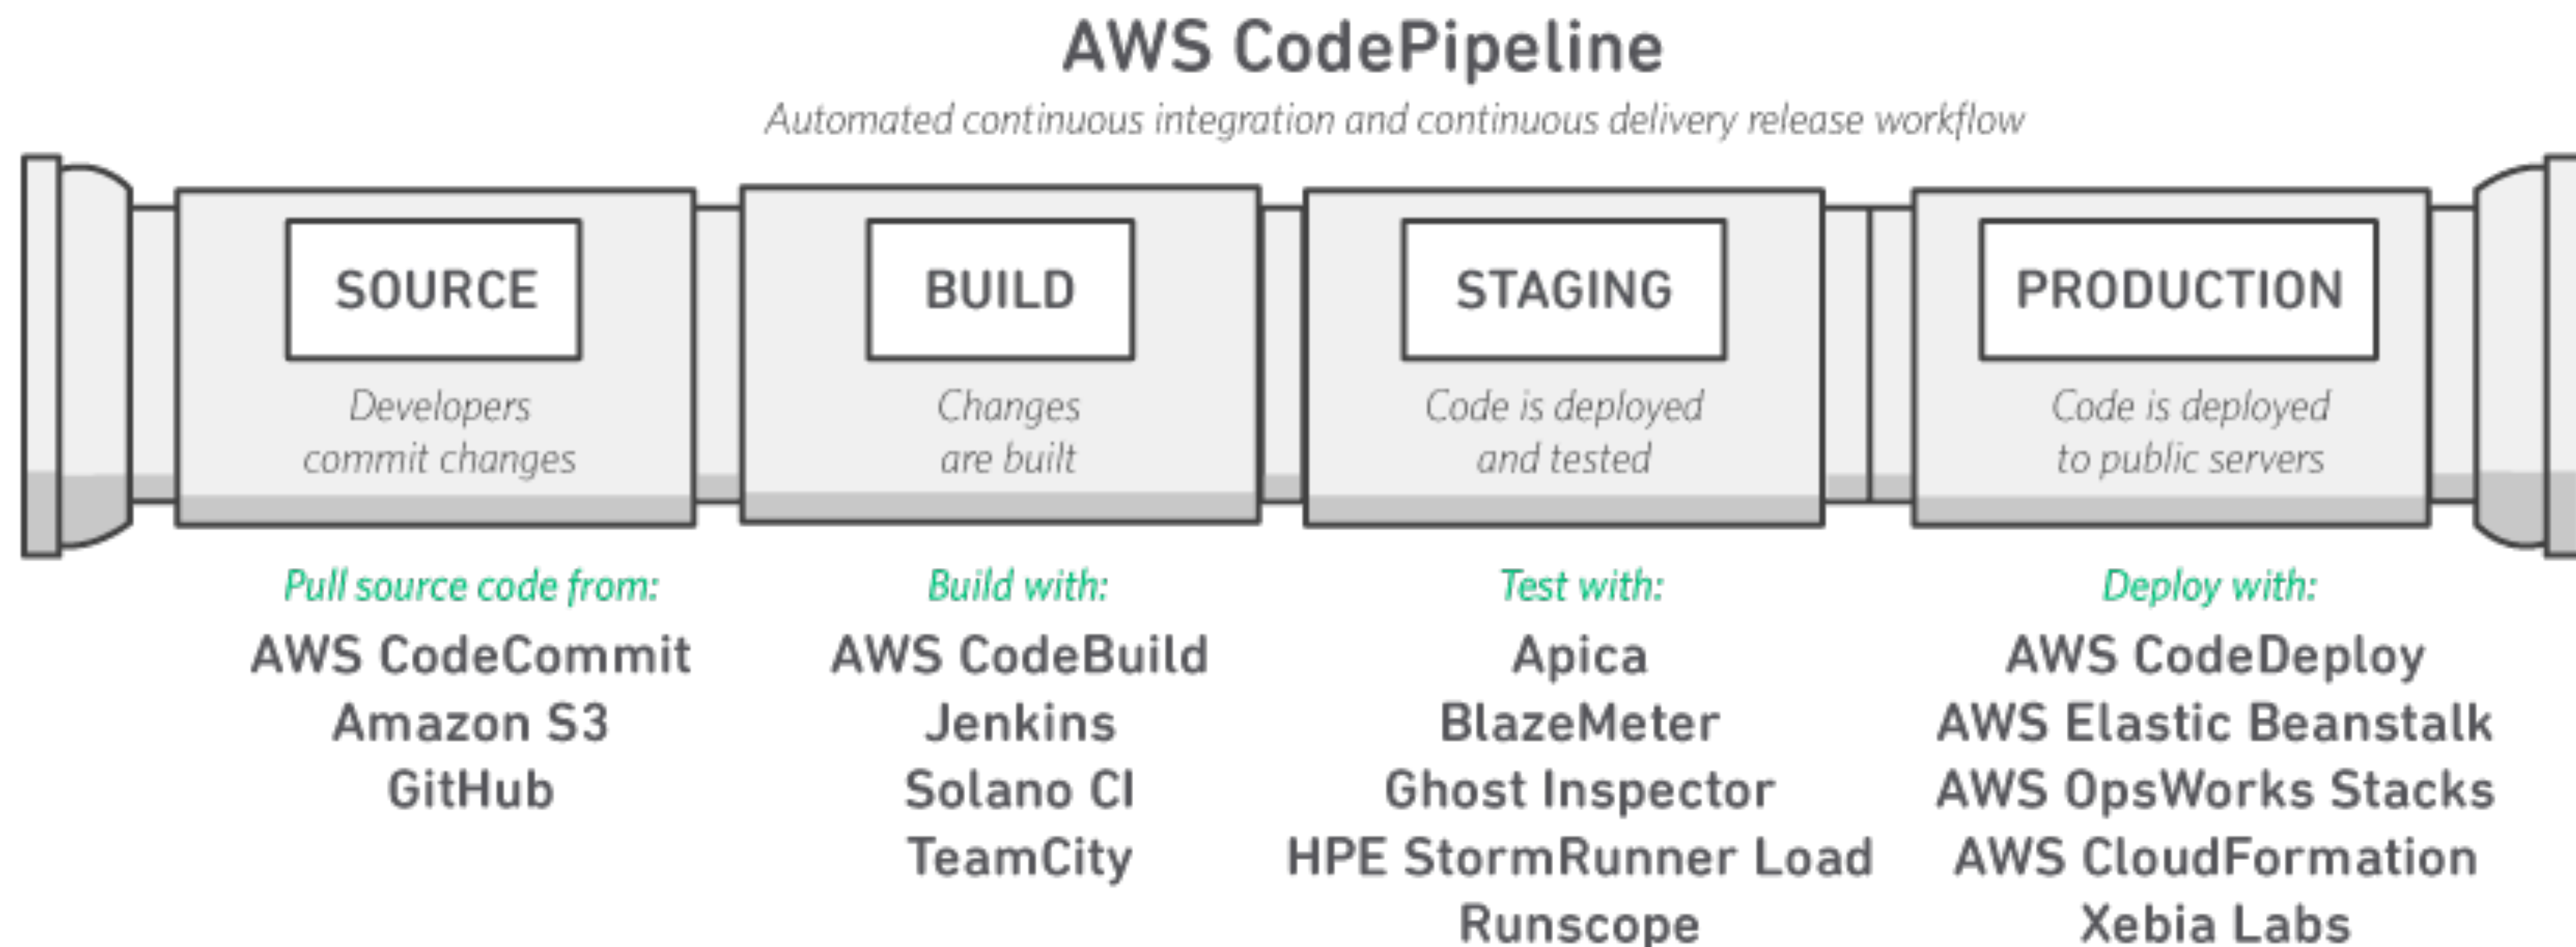 AWS CodePipeline
Automated continuous integration and continuous delivery release workflow
SOURCE
Developers
commit changes
BUILD
Changes
are built
STAGING
Code is deployed
and tested
PRODUCTION
Code is deployed
to public servers
Pull source code from:
AWS CodeCommit
Amazon S3
GitHub
Build with:
AWS CodeBuild
Jenkins
Solano CI
TeamCity
Test with:
Apica
BlazeMeter
Ghost Inspector
HPE StormRunner Load
Runscope
Deploy with:
AWS CodeDeploy
AWS Elastic Beanstalk
AWS OpsWorks Stacks
AWS CloudFormation
Xebia Labs